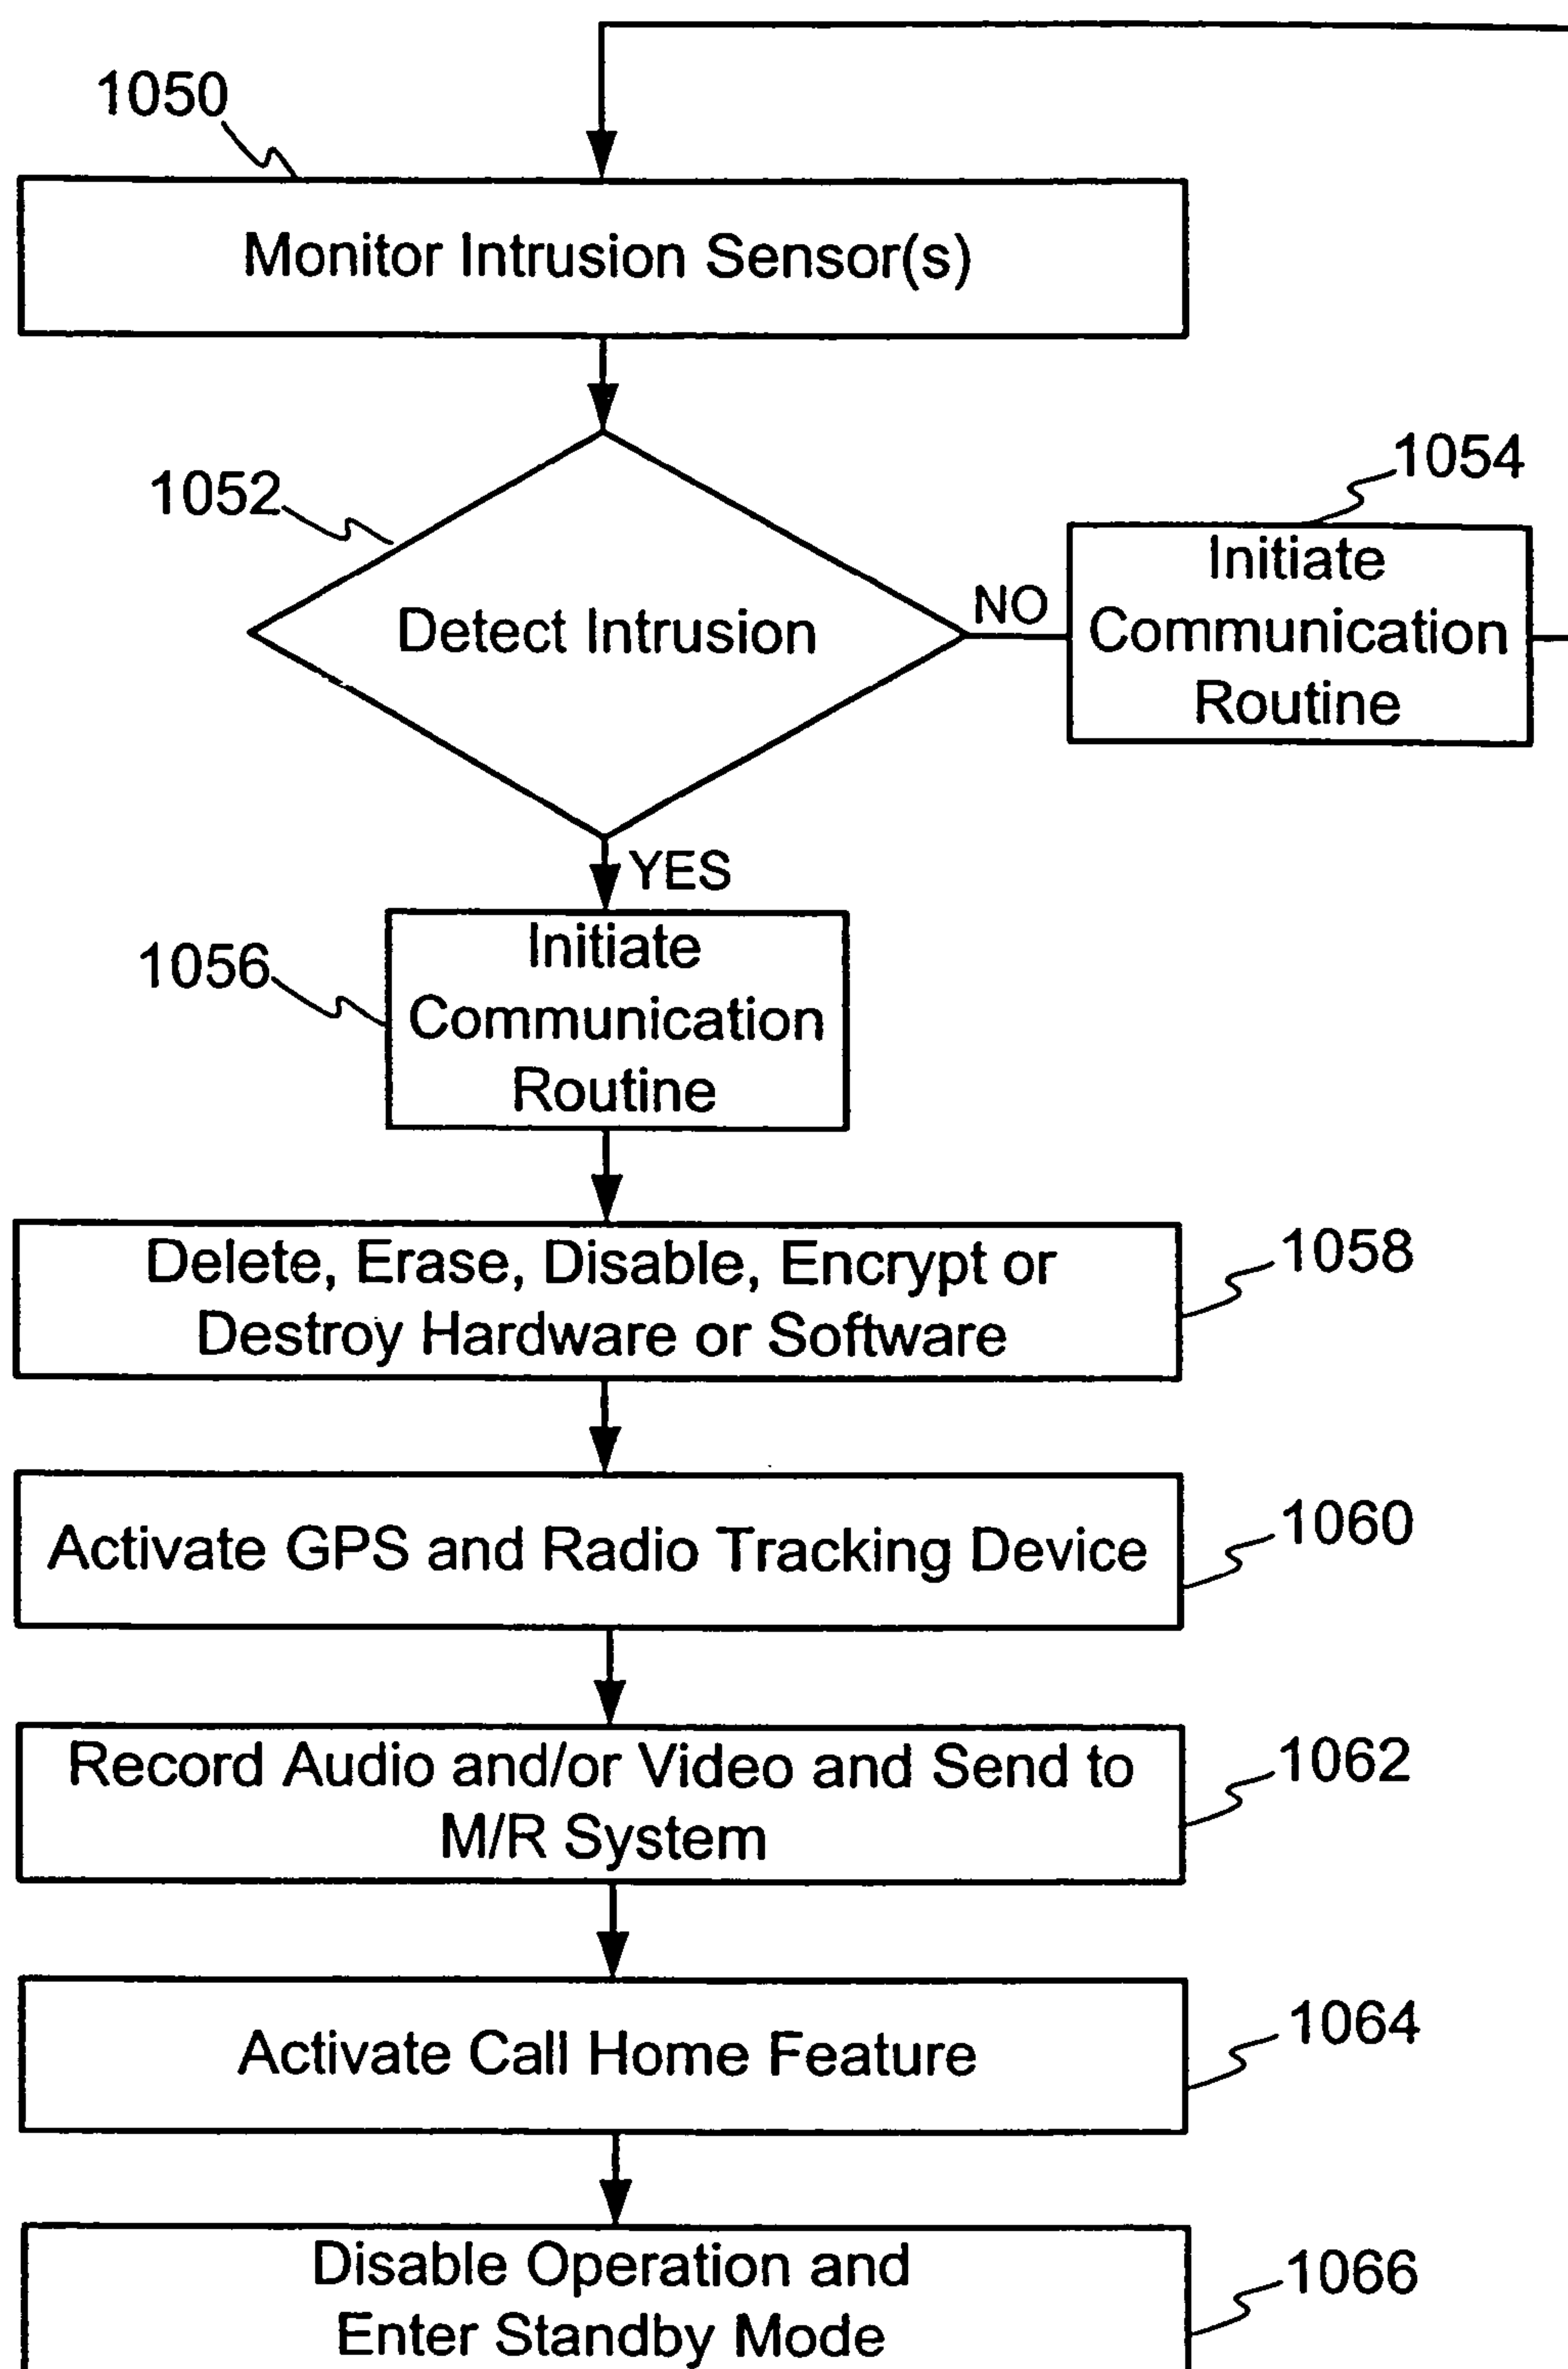 1050
Monitor Intrusion Sensor(s)
1052
Detect Intrusion
NO
1054
Initiate
Communication
Routine
YES
1056
Initiate
Communication
Routine
Delete, Erase, Disable, Encrypt or
Destroy Hardware or Software
1058
Activate GPS and Radio Tracking Device
1060
Record Audio and/or Video and Send to
M/R System
1062
Activate Call Home Feature
1064
Disable Operation and
Enter Standby Mode
1066